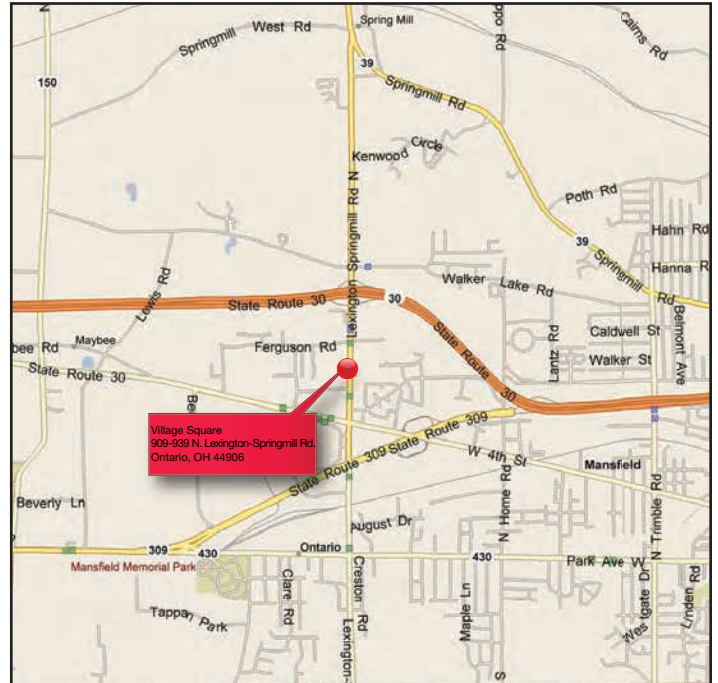 N
Springmill
West Rd
Spring Mill
Cairns Rd
150
39
Springmill Rd
Kenwood Circle
Lexington Springmill Rd N
Poth Rd
Hahn Rd
39
Springmill Rd
Hanna R
Walker Lake Rd
Lewis Rd
State Route 30
30
State Route 30
Belmont Ave
Caldwell St
Lantz Rd
Walker St
Maybee
bee Rd
Ferguson Rd
State Route 30
Be
Village Square
909-939 N. Lexington-Springmill Rd.
Ontario, OH 44906
State Route 309
State Route 309
W 4th St
Mansfield
Beverly Ln
August Dr
N Home Rd
N Trimble Rd
309
430
Ontario
430
Park Ave W
Mansfield Memorial Park
Tappan Park
Clare Rd
Creston Rd
Lexington-
Maple Ln
S
Westgate Dr
Linden Rd